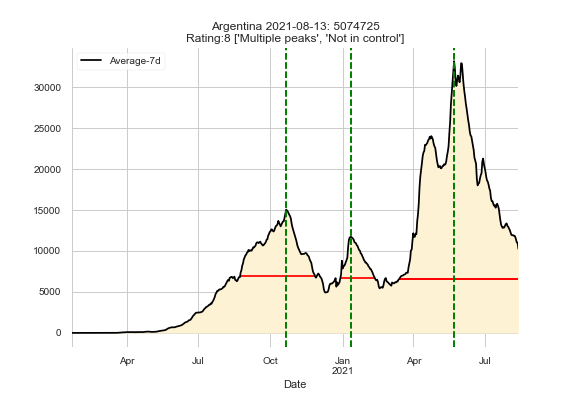 Argentina 2021-08-13: 5074725
Rating:8 ['Multiple peaks', 'Not in control']
Average-7d
30000
25000
20000
15000
10000
5000
0
Apr
Jul
Oct
Jan
2021
Apr
Jul
Date